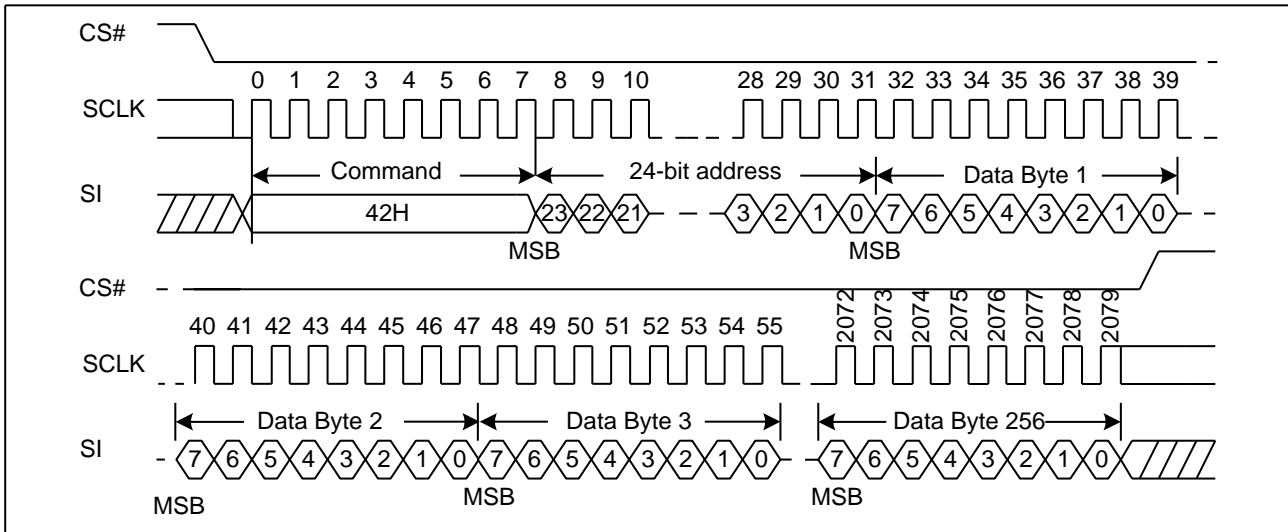 CS#
0 1 2 3 4 5 6 7 8 9 10 28 29 30 31 32 33 34 35 36 37 38 39
SCLK
Command 24-bit address Data Byte 1
SI
42H 23 22 21 3 2 1 0 7 6 5 4 3 2 1 0
MSB MSB
CS#
40 41 42 43 44 45 46 47 48 49 50 51 52 53 54 55 2072 2073 2074 2075 2076 2077 2078 2079
SCLK
Data Byte 2 Data Byte 3 Data Byte 256
SI
7 6 5 4 3 2 1 0 7 6 5 4 3 2 1 0 7 6 5 4 3 2 1 0
MSB MSB MSB